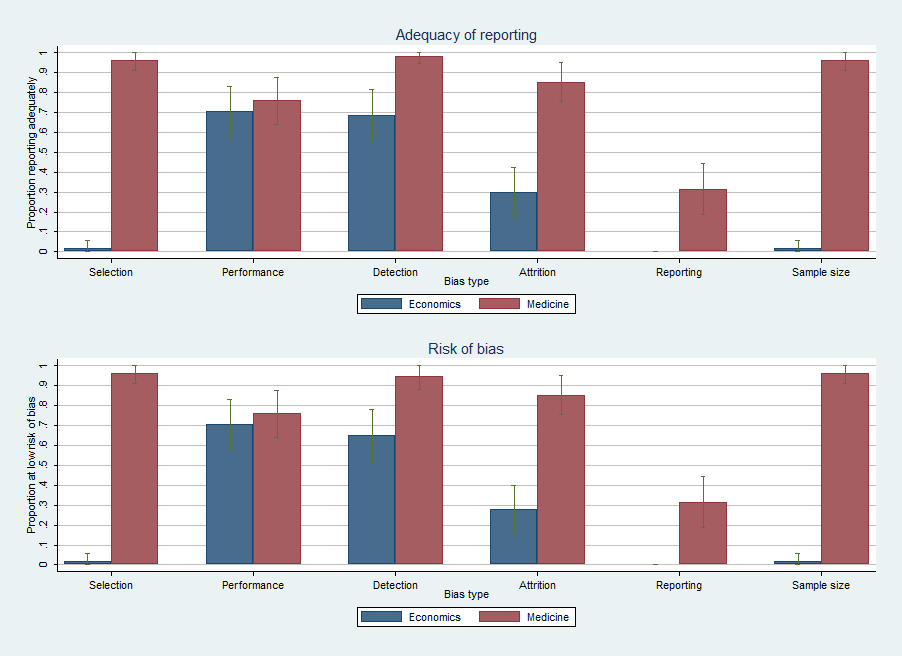 Adequacy of reporting
Proportion reporting adequately
1
.9
.8
.7
.6
.5
.4
.3
.2
.1
0
Selection Performance Detection Attrition Reporting Sample size
Bias type
Economics Medicine
Risk of bias
Proportion at low risk of bias
1
.9
.8
.7
.6
.5
.4
.3
.2
.1
0
Selection Performance Detection Attrition Reporting Sample size
Bias type
Economics Medicine